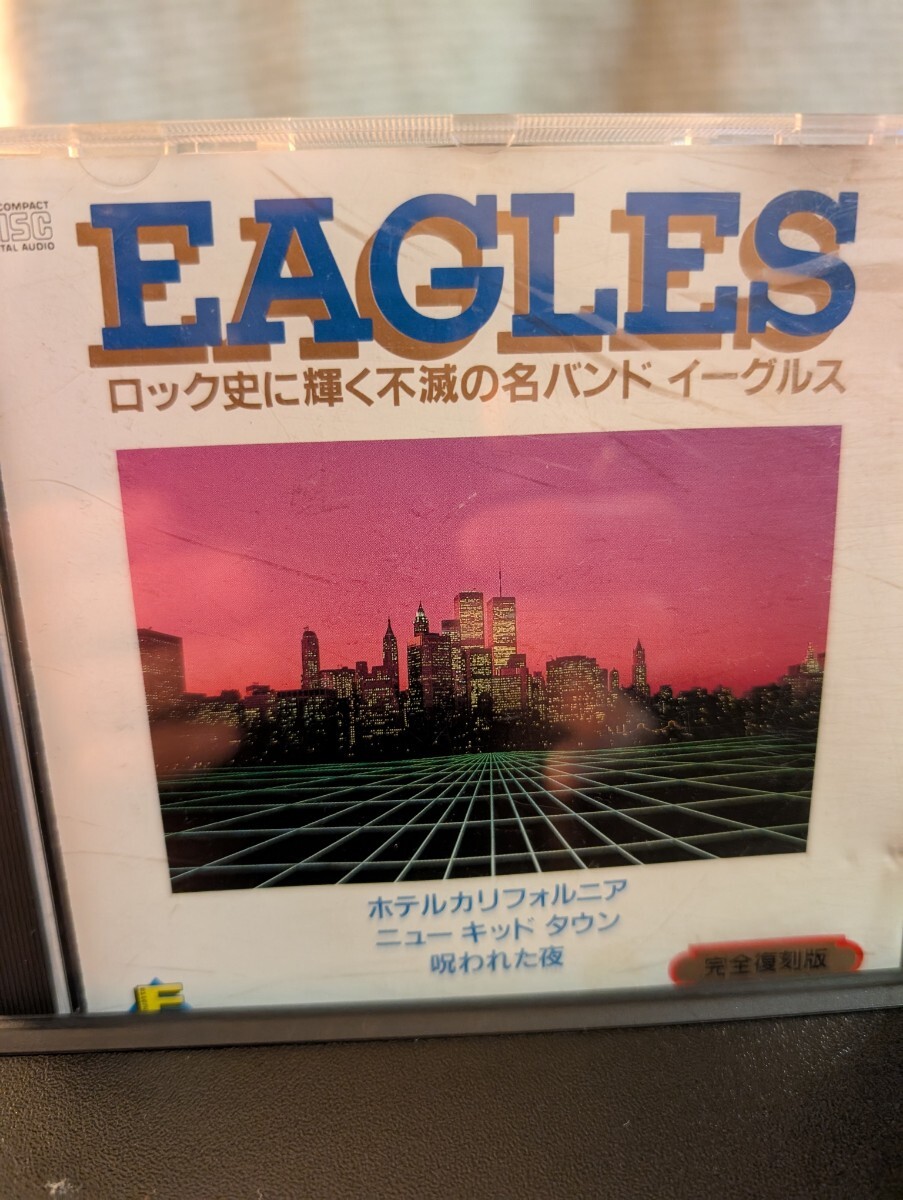 COMPACT
DISC
DIGITAL AUDIO
EAGLES
ロック史に輝く不滅の名バンド イーグルス
ホテルカリフォルニア
ニュー キッド タウン
呪われた夜
完全復刻版
E